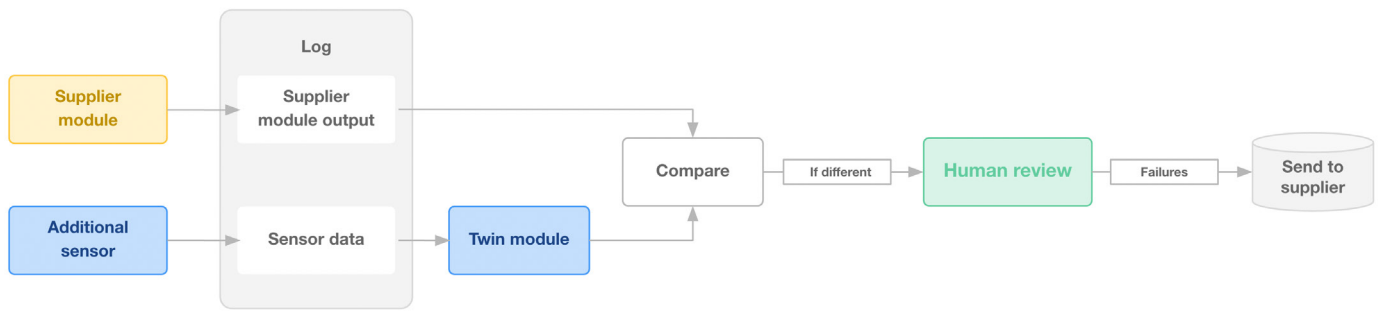 Log
Supplier
module
Supplier
module output
Compare
If different
Human review
Failures
Send to
supplier
Additional
sensor
Sensor data
Twin module